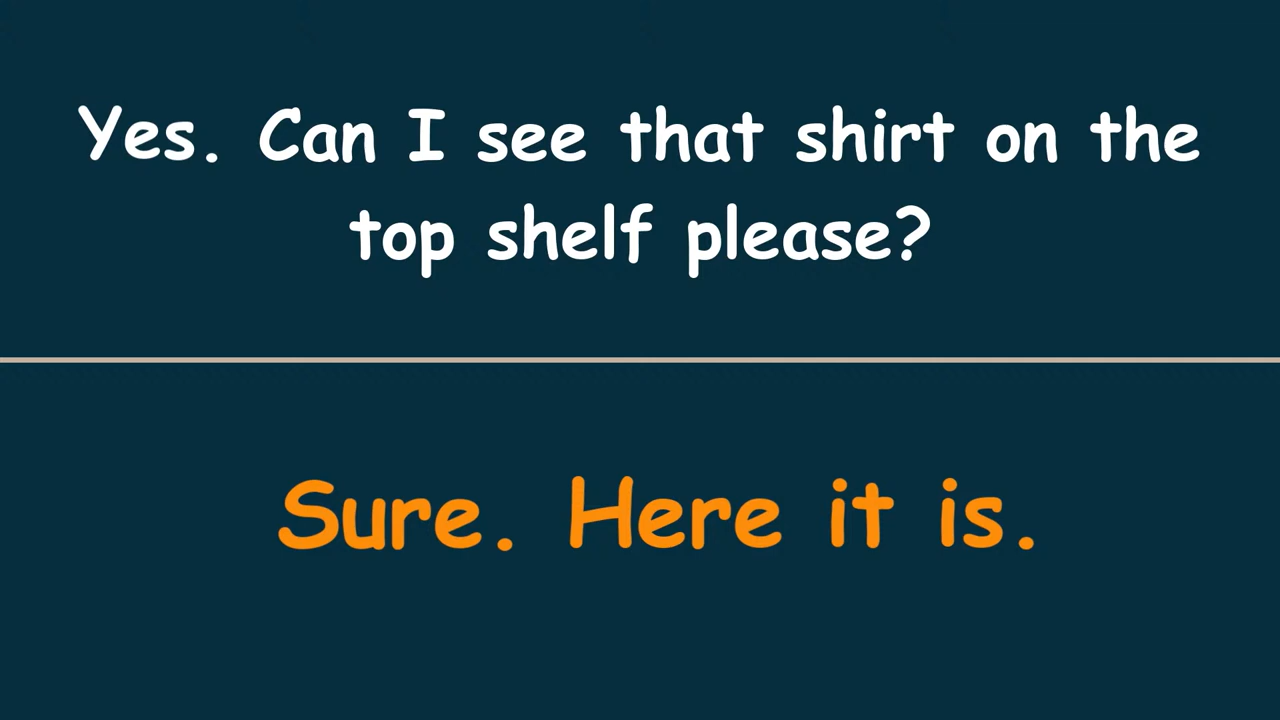 Yes. Can I see that shirt on the
top shelf please?
Sure. Here it is.